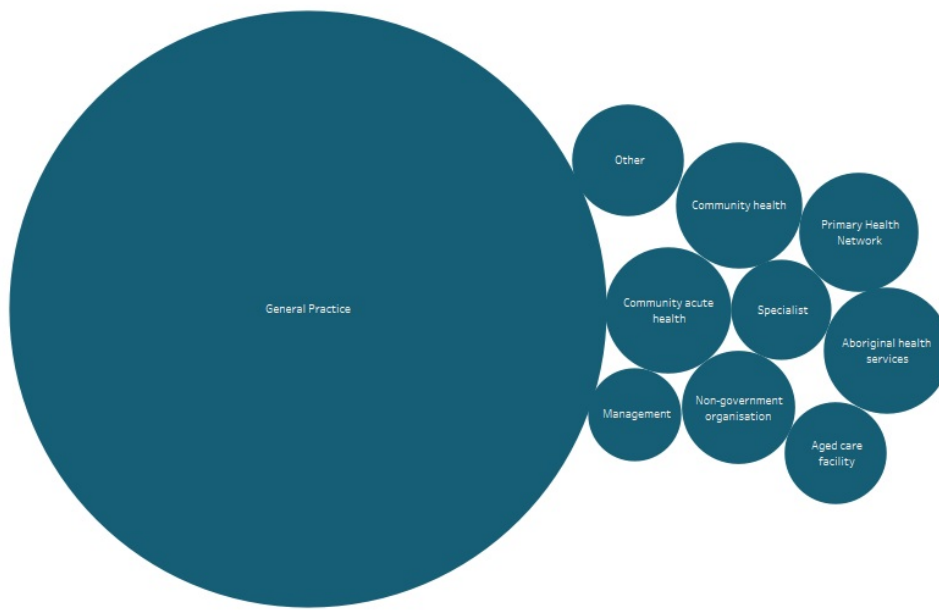 Other
Community health
Primary Health
Network
General Practice
Community acute
health
Specialist
Aboriginal health
services
Management
Non-government
organisation
Aged care
facility